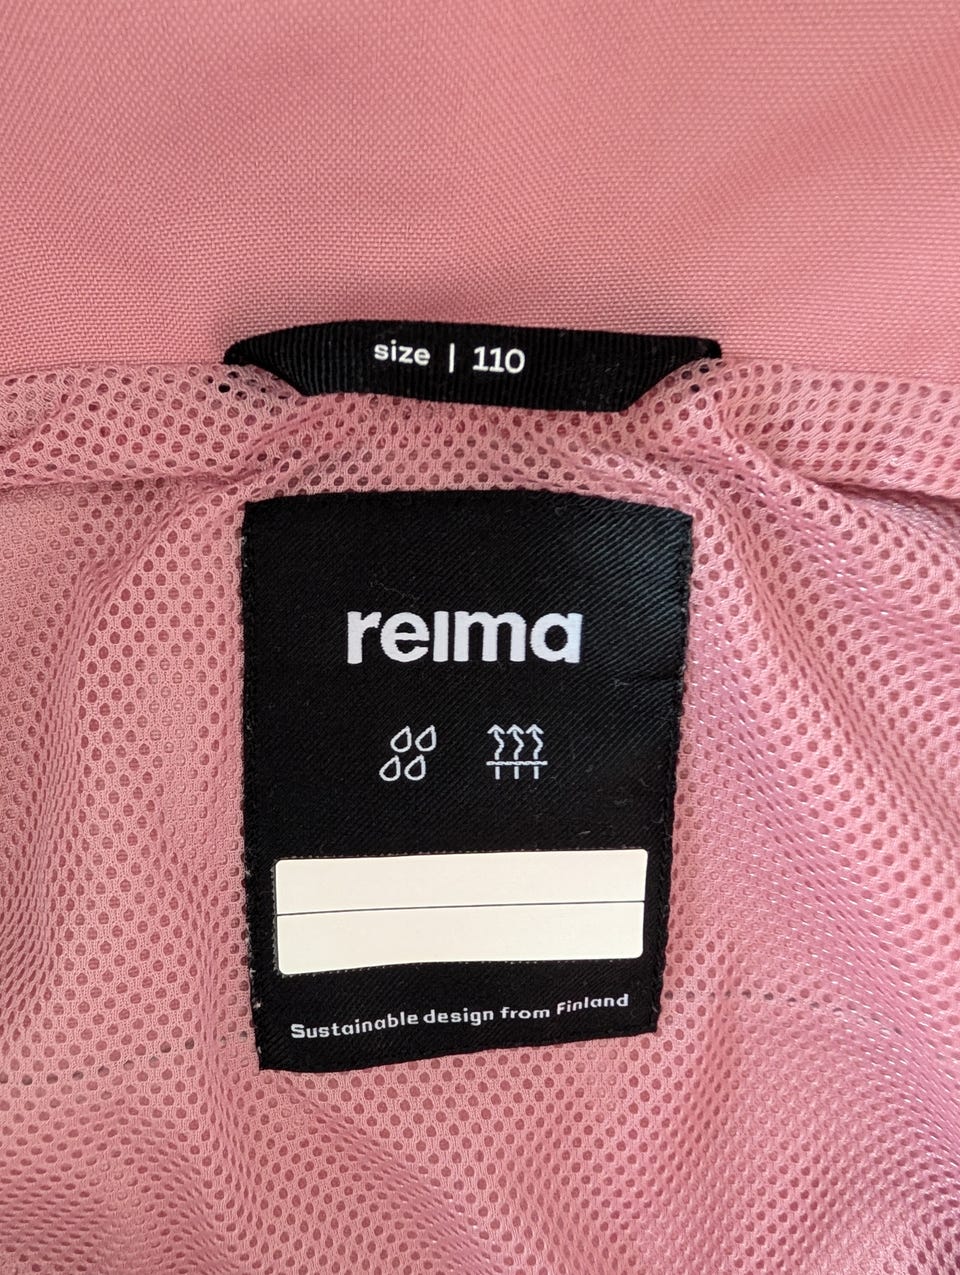 size | 110
reima
Sustainable design from Finland